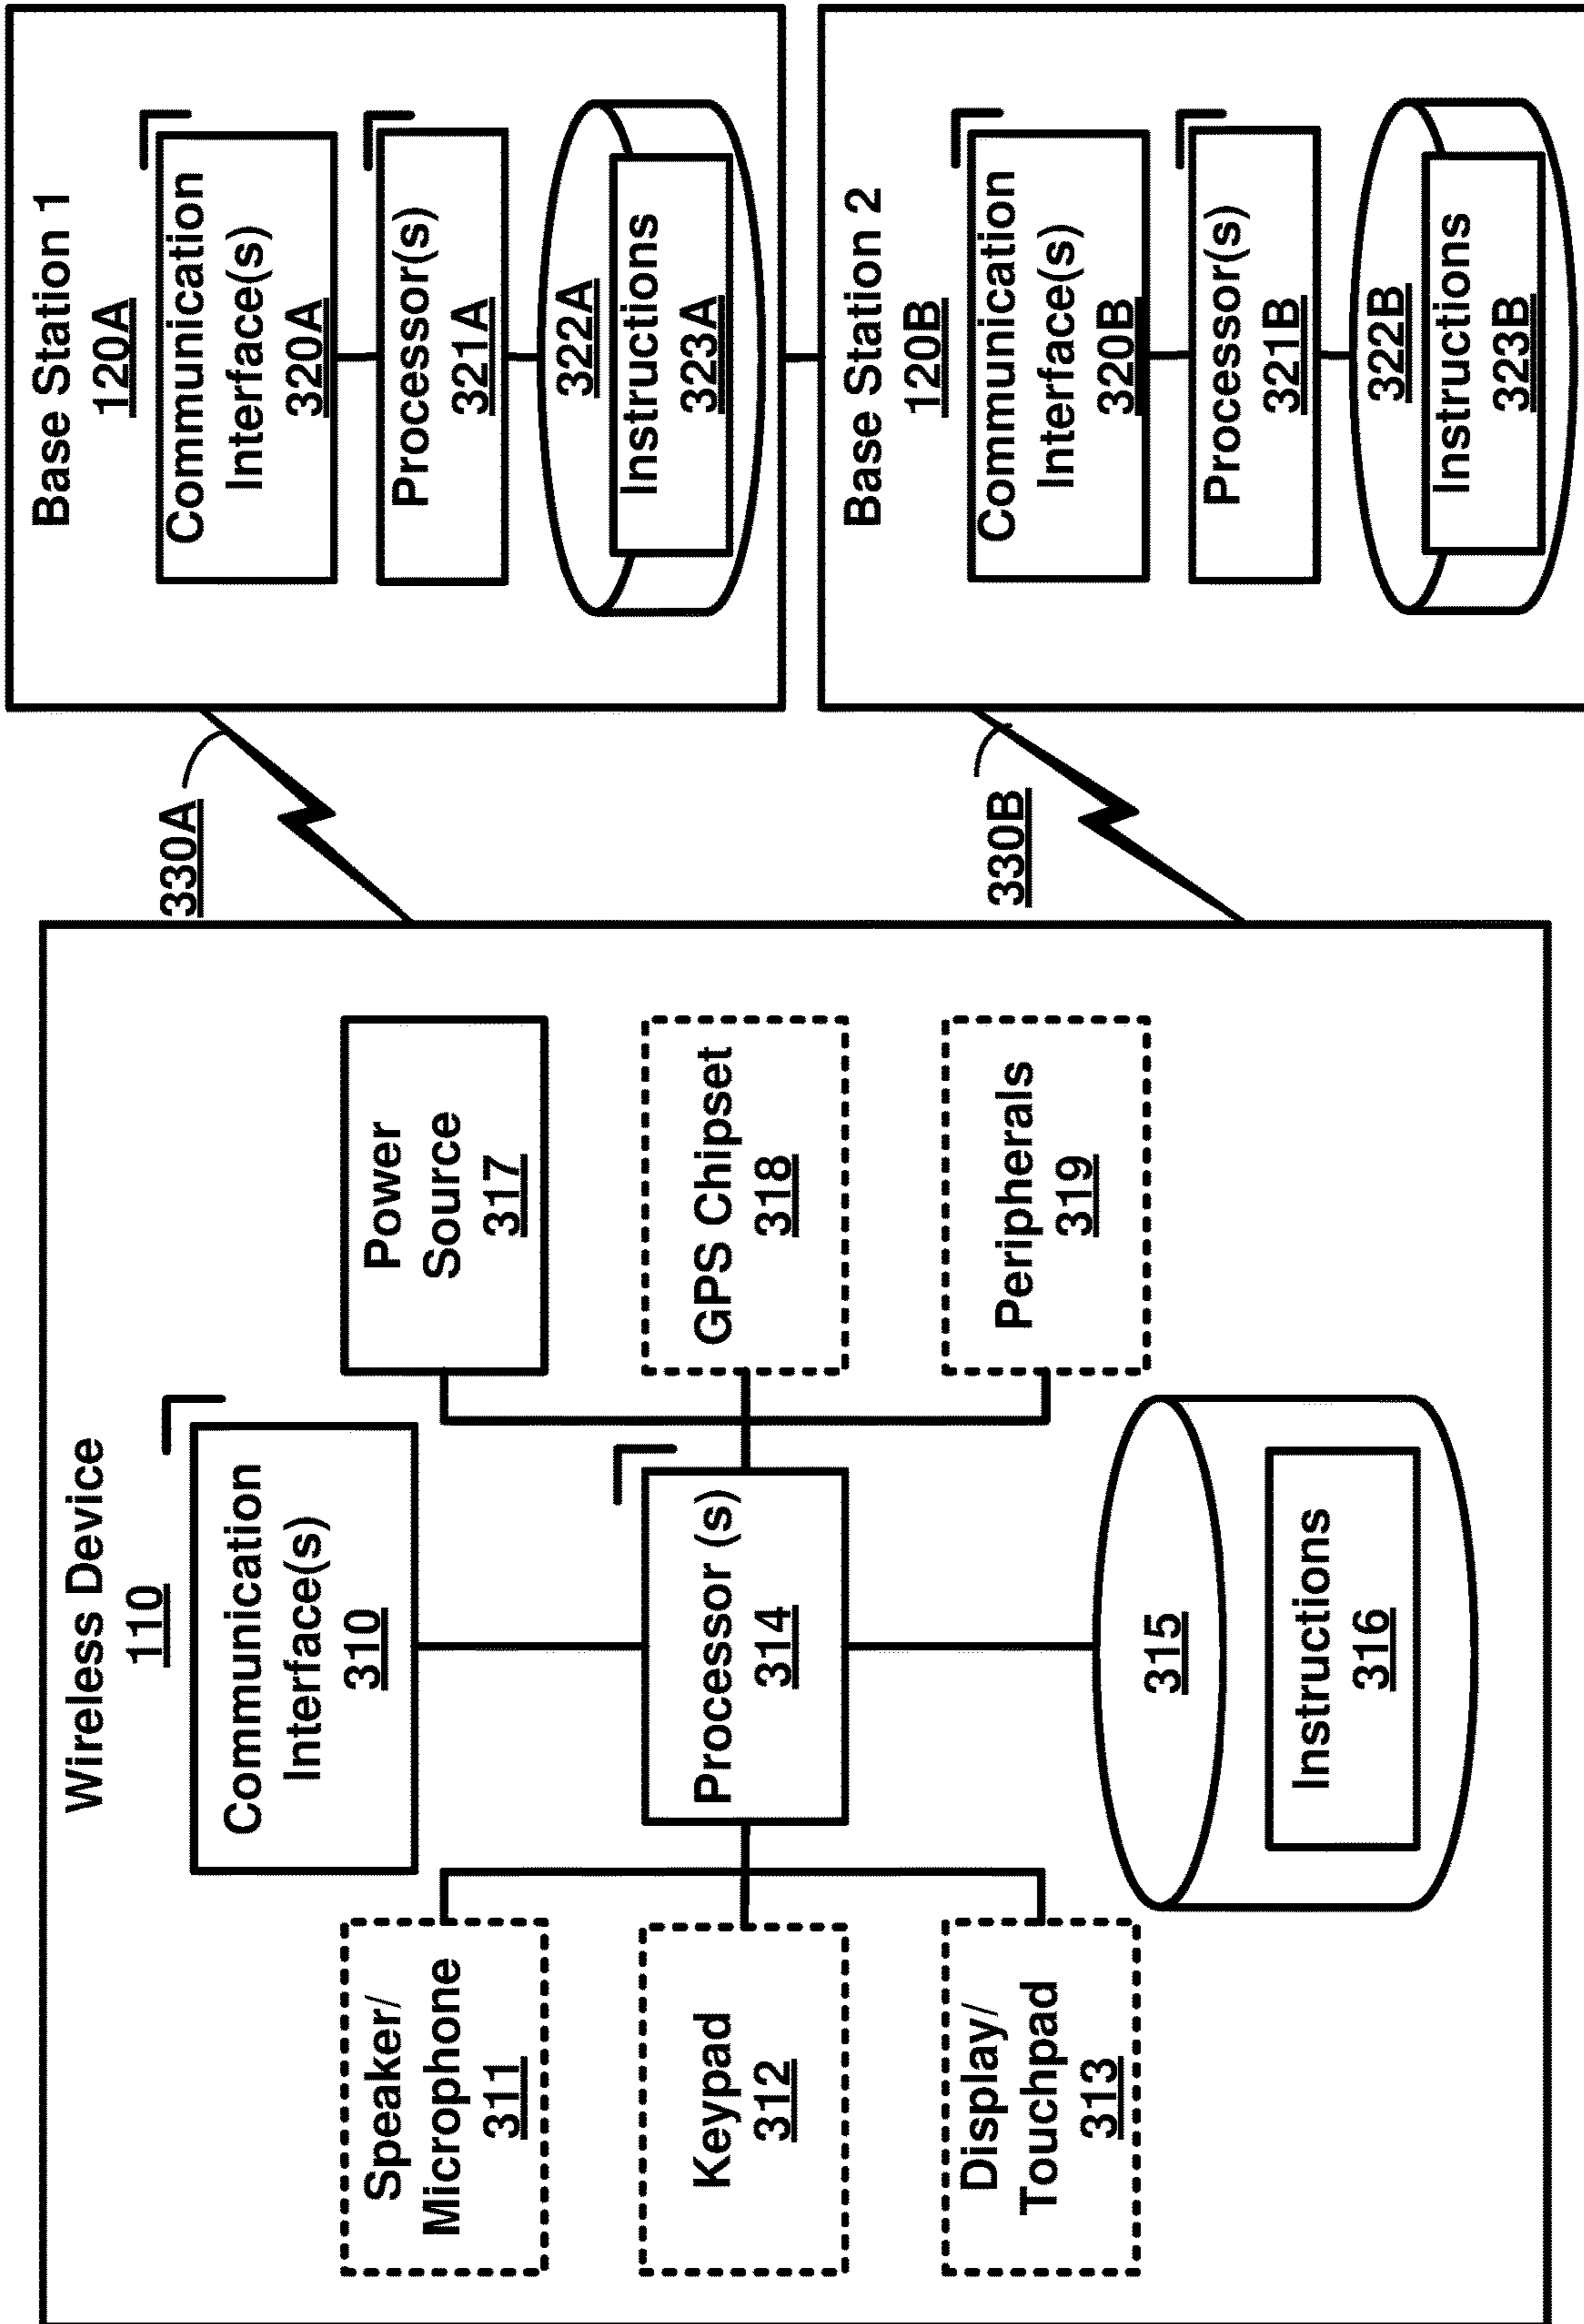 Wireless Device
110
Communication
Interface(s)
310
Speaker/
Microphone
311
Power
Source
317
Keypad
312
Processor (s)
314
GPS Chipset
318
Display/
Touchpad
313
Peripherals
319
315
Instructions
316
330A
330B
Base Station 1
120A
Communication
Interface(s)
320A
Processor(s)
321A
322A
Instructions
323A
Base Station 2
120B
Communication
Interface(s)
320B
Processor(s)
321B
322B
Instructions
323B